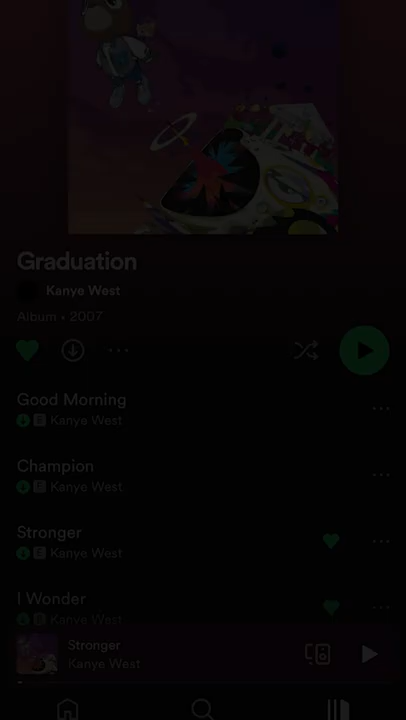 Graduation
Kanye West
Album • 2007
Good Morning
E Kanye West
Champion
E Kanye West
Stronger
E Kanye West
I Wonder
E Kanye West
Stronger
Kanye West